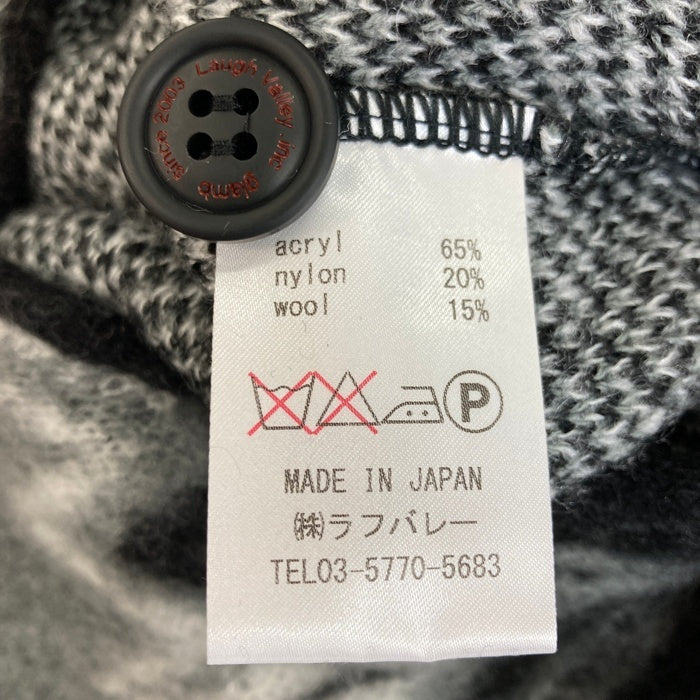 since 2003 Laugh Valley inc glamb
acryl 65%
nylon 20%
wool 15%
P
MADE IN JAPAN
㈱ラフバレー
TEL03-5770-5683